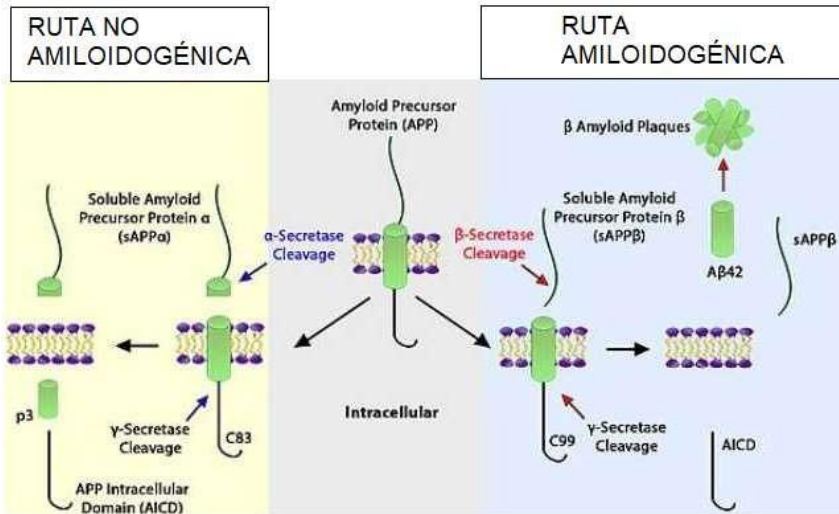 RUTA NO
AMILOIDOGÉNICA
RUTA
AMILOIDOGÉNICA
Amyloid Precursor
Protein (APP)
β Amyloid Plaques
Soluble Amyloid
Precursor Protein α
(sAPPα)
α-Secretase
Cleavage
β-Secretase
Cleavage
Soluble Amyloid
Precursor Protein β
(sAPPβ)
Aβ42
sAPPβ
p3
γ-Secretase
Cleavage
C83
APP Intracellular
Domain (AICD)
Intracellular
C99
γ-Secretase
Cleavage
AICD